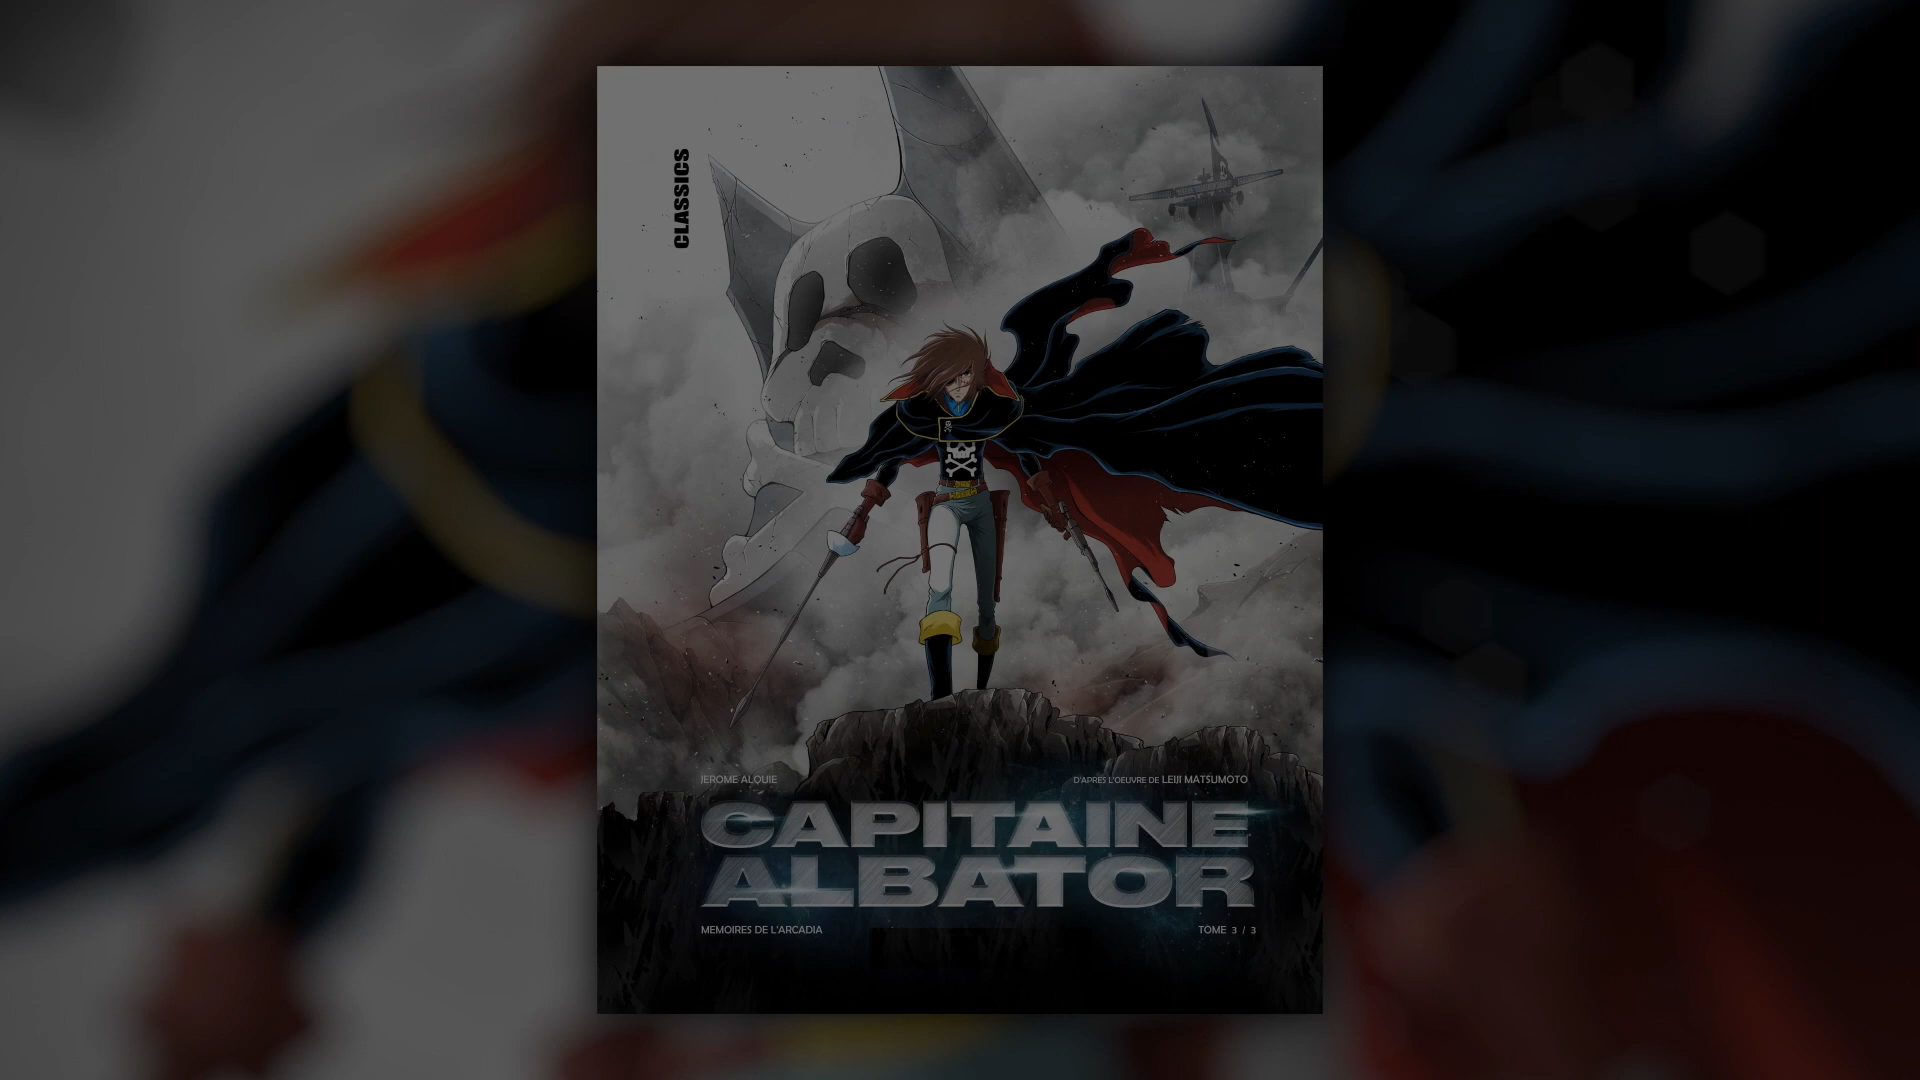 CLASSICS
JEROME ALQUIE
D'APRES L'OEUVRE DE LEIJI MATSUMOTO
CAPITAINE
ALBATOR
MEMOIRES DE L'ARCADIA
TOME 3 / 3